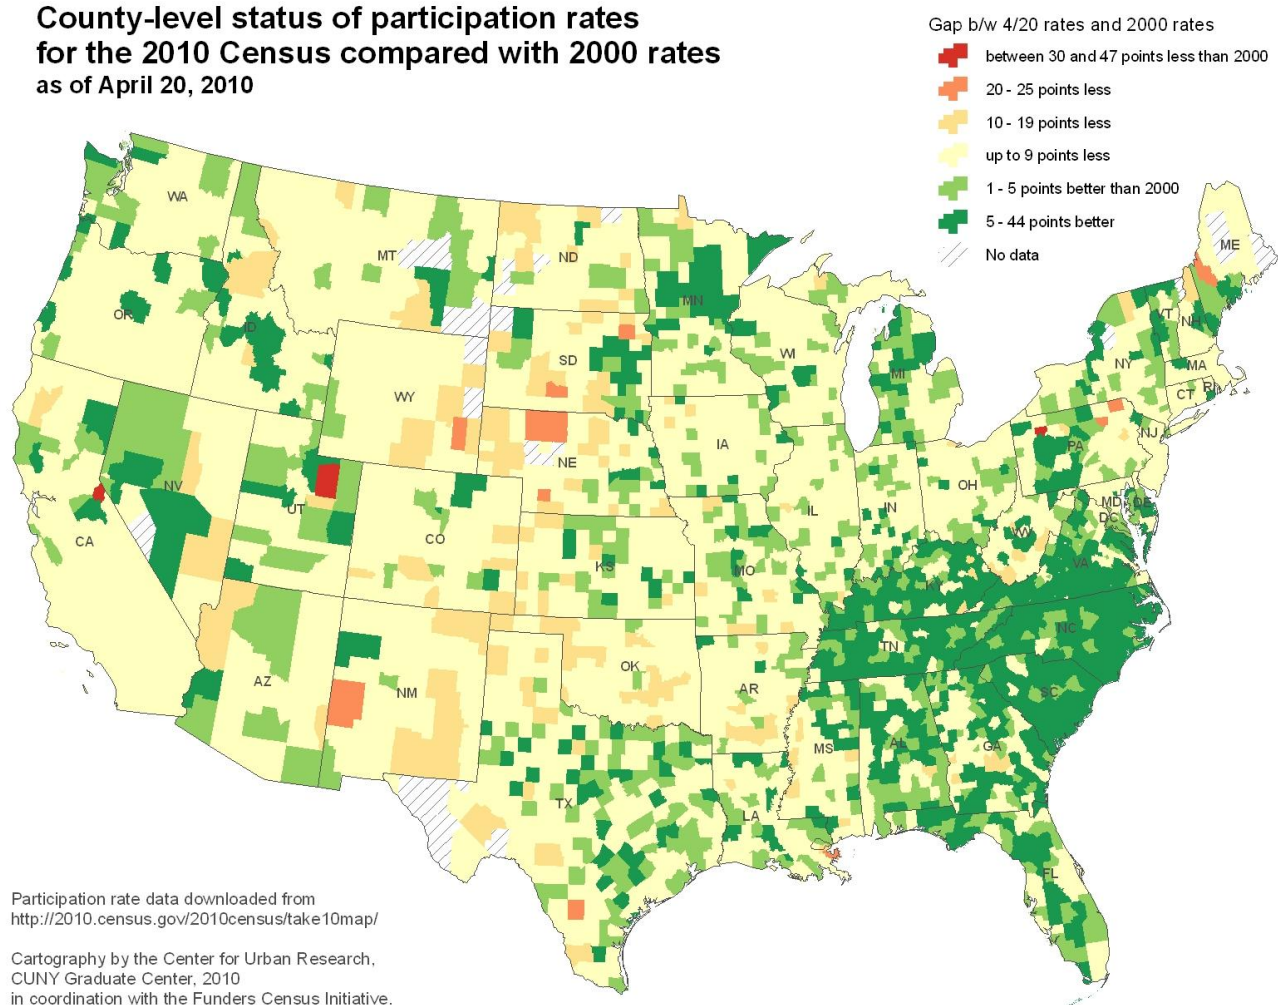 County-level status of participation rates
for the 2010 Census compared with 2000 rates
as of April 20, 2010
Gap b/w 4/20 rates and 2000 rates
between 30 and 47 points less than 2000
20 - 25 points less
10 - 19 points less
up to 9 points less
1 - 5 points better than 2000
5 - 44 points better
No data
WA
MT
ND
MN
ME
OR
ID
SD
WI
MI
VT
NH
NY
MA
CT
RI
WY
IA
NE
PA
NJ
NV
UT
CO
IL
IN
OH
MD
DE
DC
WV
CA
KS
MO
KY
VA
AZ
NM
OK
AR
TN
NC
SC
MS
AL
GA
TX
LA
FL
Participation rate data downloaded from
http://2010.census.gov/2010census/take10map/
Cartography by the Center for Urban Research,
CUNY Graduate Center, 2010
in coordination with the Funders Census Initiative.